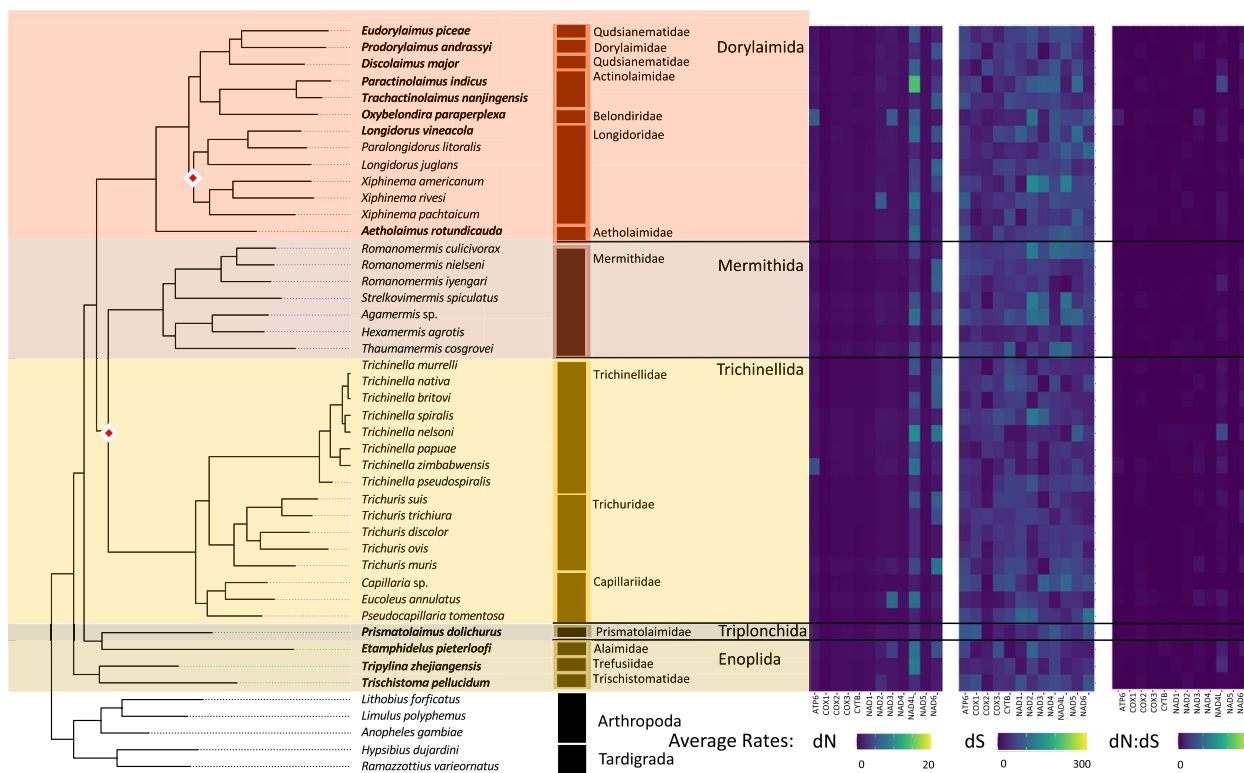 Eudorylaimus piceae Qudsianematidae Dorylaimida
Prodorylaimus andrassyi Dorylaimidae
Discolaimus major Qudsianematidae
Paractinolaimus indicus Actinolaimidae
Trachactinolaimus nanjingensis
Oxybelondira paraperplexa Belondiridae
Longidorus vineacola Longidoridae
Paralongidorus litoralis
Longidorus juglans
Xiphinema americanum
Xiphinema rivesi
Xiphinema pachtaicum
Aetholaimus rotundicauda Aetholaimidae
Romanomermis culicivorax Mermithidae Mermithida
Romanomermis nielseni
Romanomermis iyengari
Strelkovimermis spiculatus
Agamermis sp.
Hexamermis agrotis
Thaumamermis cosgrovei
Trichinella murrelli Trichinellidae Trichinellida
Trichinella nativa
Trichinella britovi
Trichinella spiralis
Trichinella nelsoni
Trichinella papuae
Trichinella zimbabwensis
Trichinella pseudospiralis
Trichuris suis Trichuridae
Trichuris trichiura
Trichuris discolor
Trichuris ovis
Trichuris muris
Capillaria sp. Capillariidae
Eucoleus annulatus
Pseudocapillaria tomentosa
Prismatolaimus dolichurus Prismatolaimidae Triplonchida
Etamphidelus pieterloofi Alaimidae Enoplida
Tripylina zhejiangensis Trefusiidae
Trischistoma pellucidum Trischistomatidae
Lithobius forficatus
Limulus polyphemus Arthropoda
Anopheles gambiae
Hypsibius dujardini Tardigrada
Ramazzottius varieornatus
ATP6 COX1 COX2 COX3 CYTB NAD1 NAD2 NAD3 NAD4 NAD4L NAD5 NAD6
ATP6 COX1 COX2 COX3 CYTB NAD1 NAD2 NAD3 NAD4 NAD4L NAD5 NAD6
ATP6 COX1 COX2 COX3 CYTB NAD1 NAD2 NAD3 NAD4 NAD4L NAD5 NAD6
Average Rates: dN dS dN:dS
0 20 0 300 0